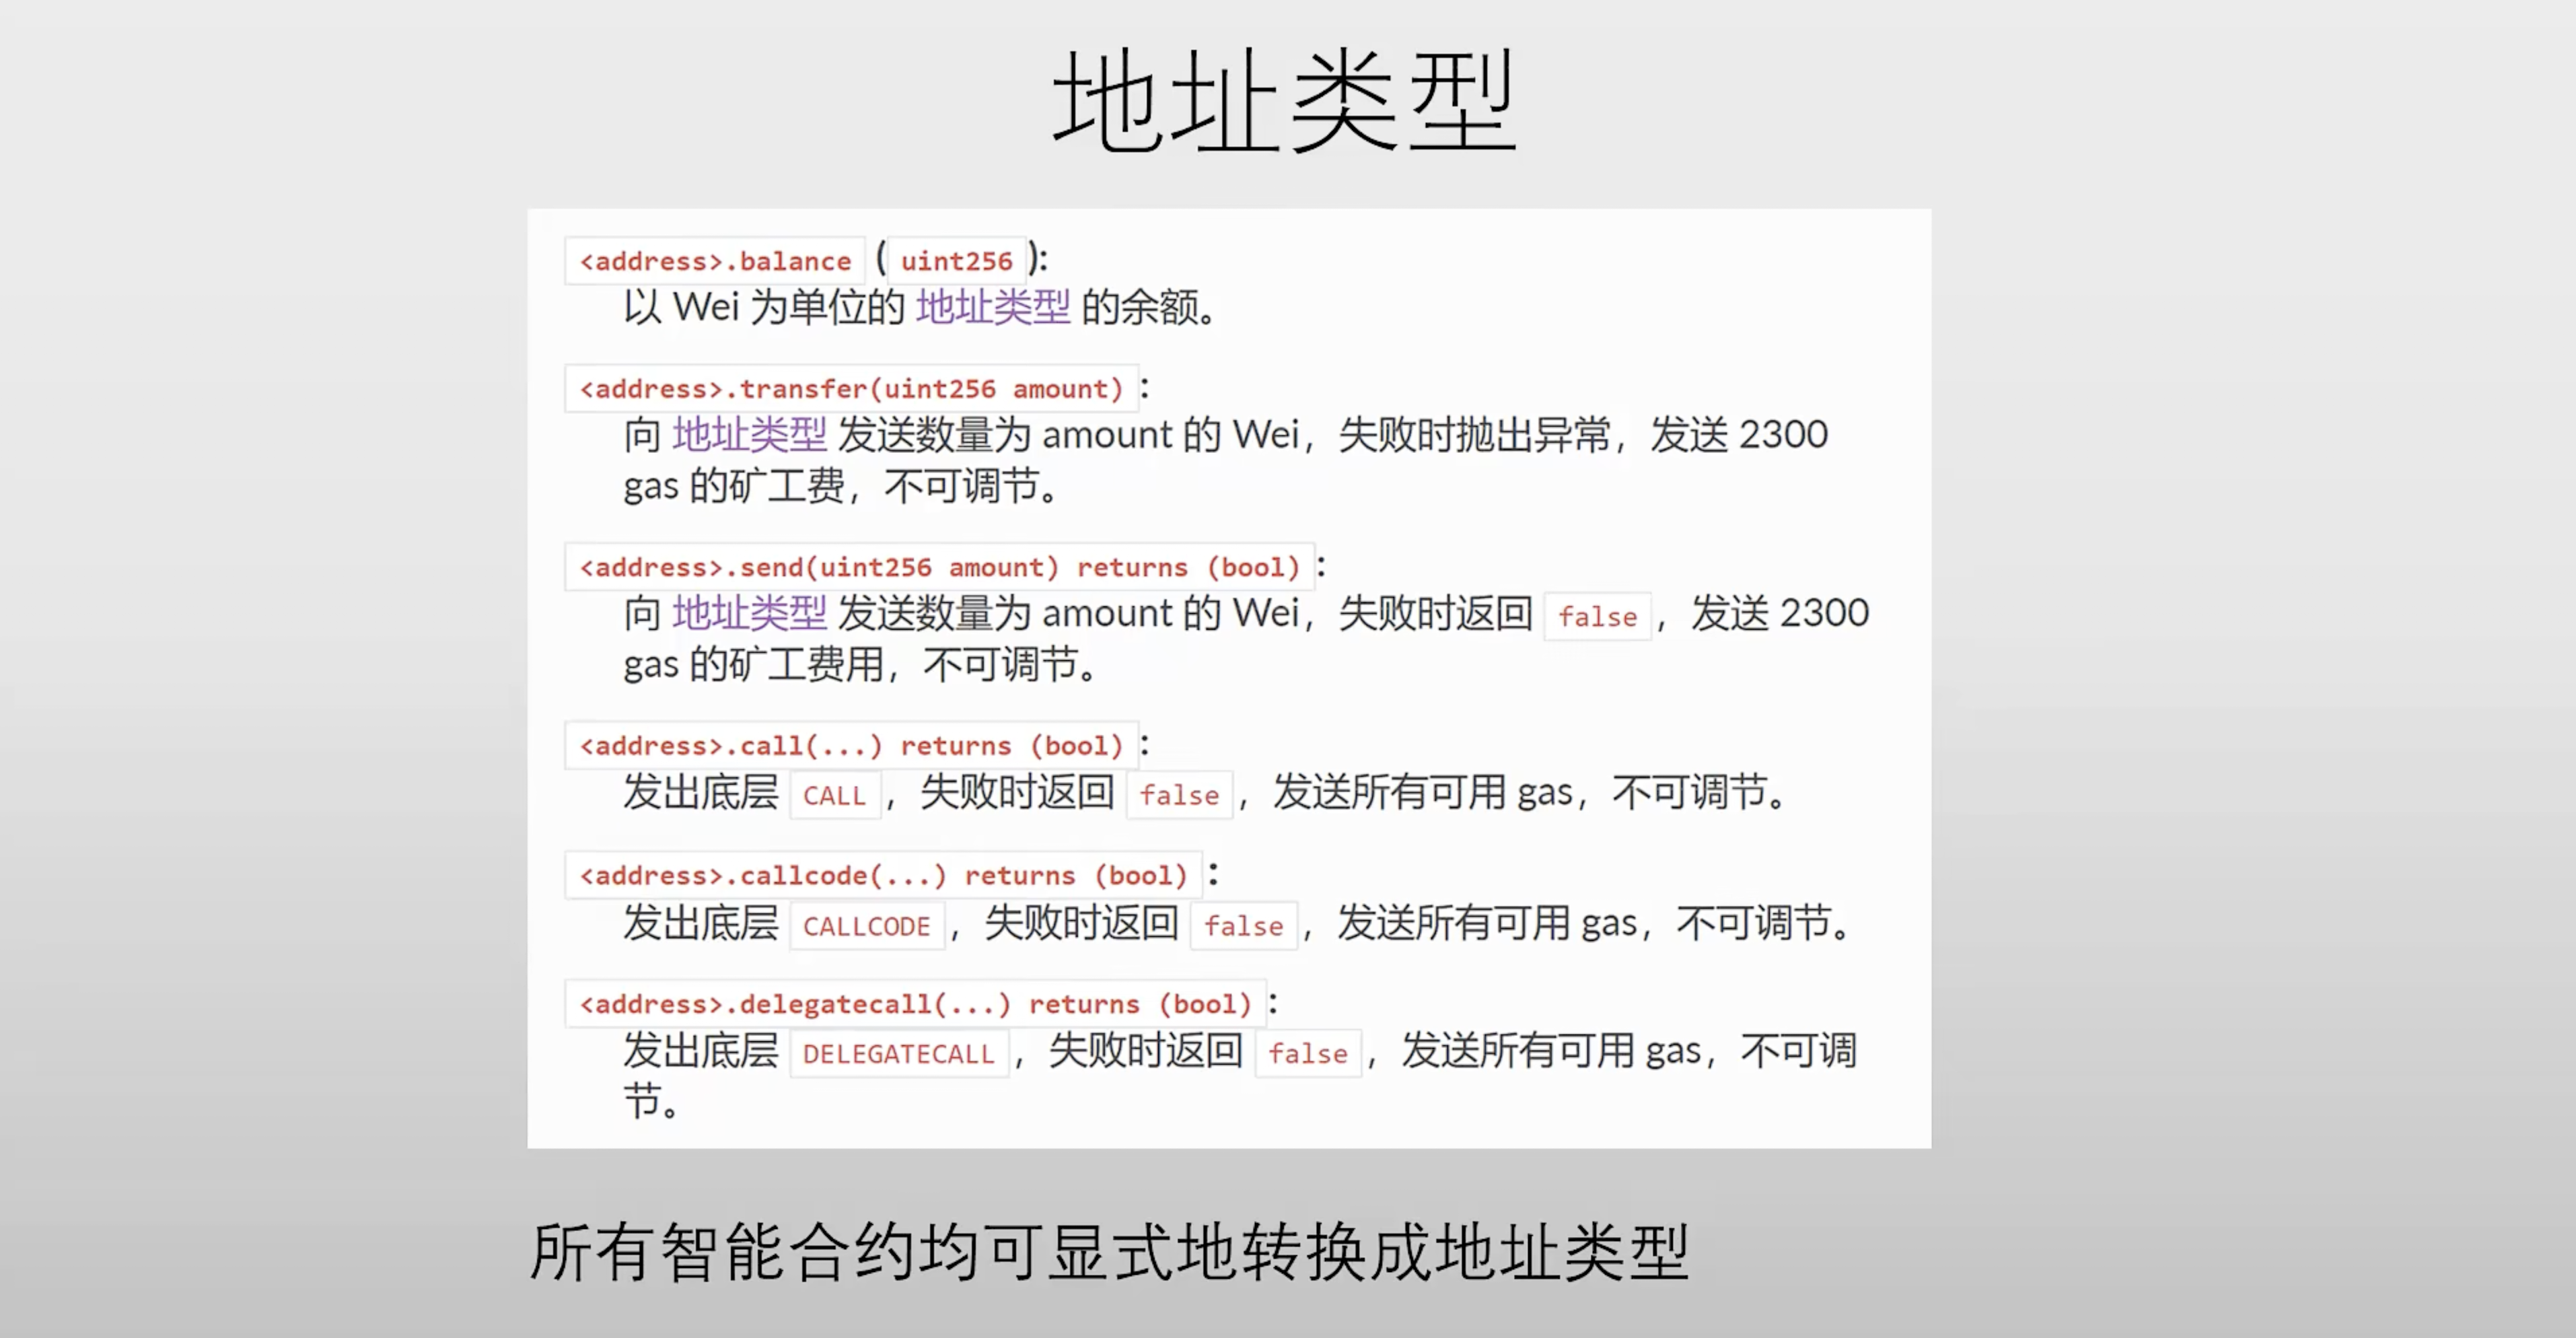 地址类型
<address>.balance (uint256):
以 Wei 为单位的 地址类型 的余额。
<address>.transfer(uint256 amount):
向 地址类型 发送数量为 amount 的 Wei，失败时抛出异常，发送 2300
gas 的矿工费，不可调节。
<address>.send(uint256 amount) returns (bool):
向 地址类型 发送数量为 amount 的 Wei，失败时返回 false，发送 2300
gas 的矿工费用，不可调节。
<address>.call(...) returns (bool):
发出底层 CALL，失败时返回 false，发送所有可用 gas，不可调节。
<address>.callcode(...) returns (bool):
发出底层 CALLCODE，失败时返回 false，发送所有可用 gas，不可调节。
<address>.delegatecall(...) returns (bool):
发出底层 DELEGATECALL，失败时返回 false，发送所有可用 gas，不可调
节。
所有智能合约均可显式地转换成地址类型